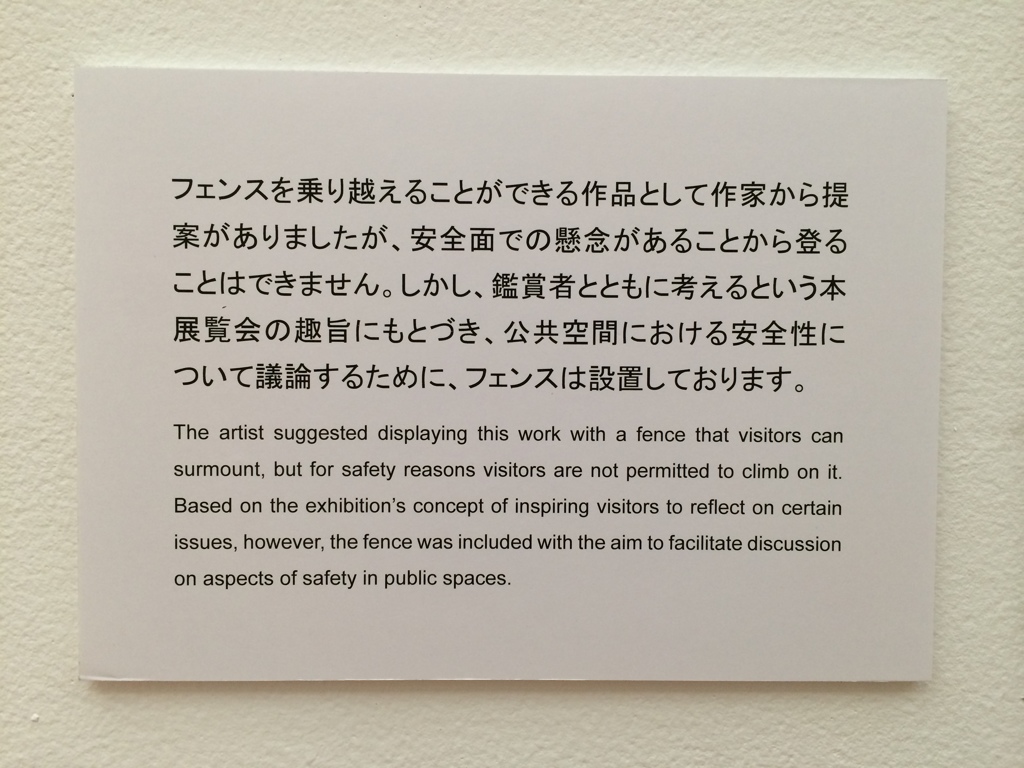 フェンスを乗り越えることができる作品として作家から提
案がありましたが、安全面での懸念があることから登る
ことはできません。しかし、鑑賞者とともに考えるという本
展覧会の趣旨にもとづき、公共空間における安全性に
ついて議論するために、フェンスは設置しております。
The artist suggested displaying this work with a fence that visitors can
surmount, but for safety reasons visitors are not permitted to climb on it.
Based on the exhibition’s concept of inspiring visitors to reflect on certain
issues, however, the fence was included with the aim to facilitate discussion
on aspects of safety in public spaces.